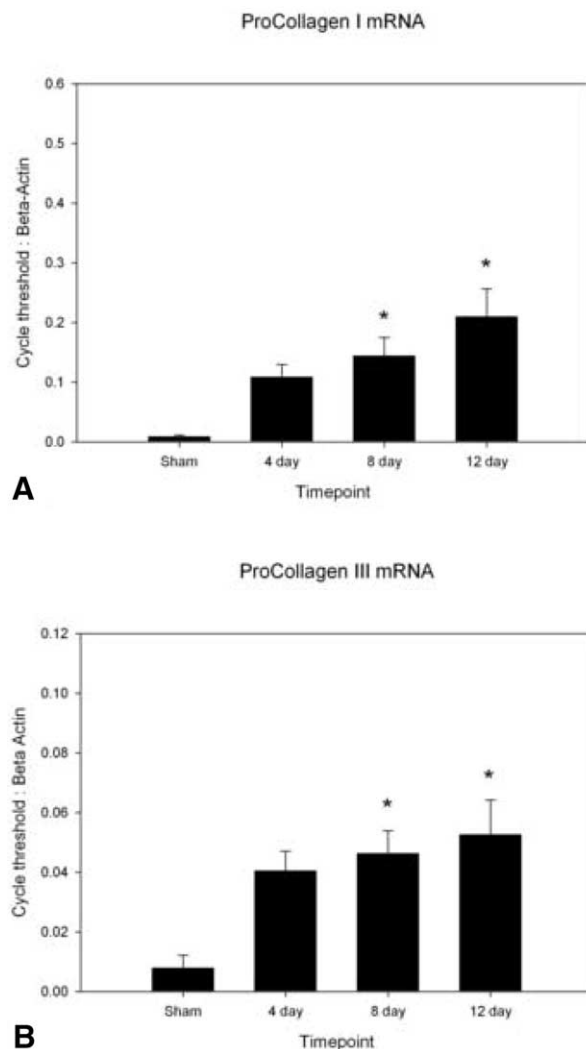 ProCollagen I mRNA
0.6
0.5
0.4
0.3
0.2
0.1
0.0
Cycle threshold : Beta-Actin
*
*
Sham 4 day 8 day 12 day
Timepoint
A
ProCollagen III mRNA
0.12
0.10
0.08
0.06
0.04
0.02
0.00
Cycle threshold : Beta Actin
*
*
Sham 4 day 8 day 12 day
Timepoint
B